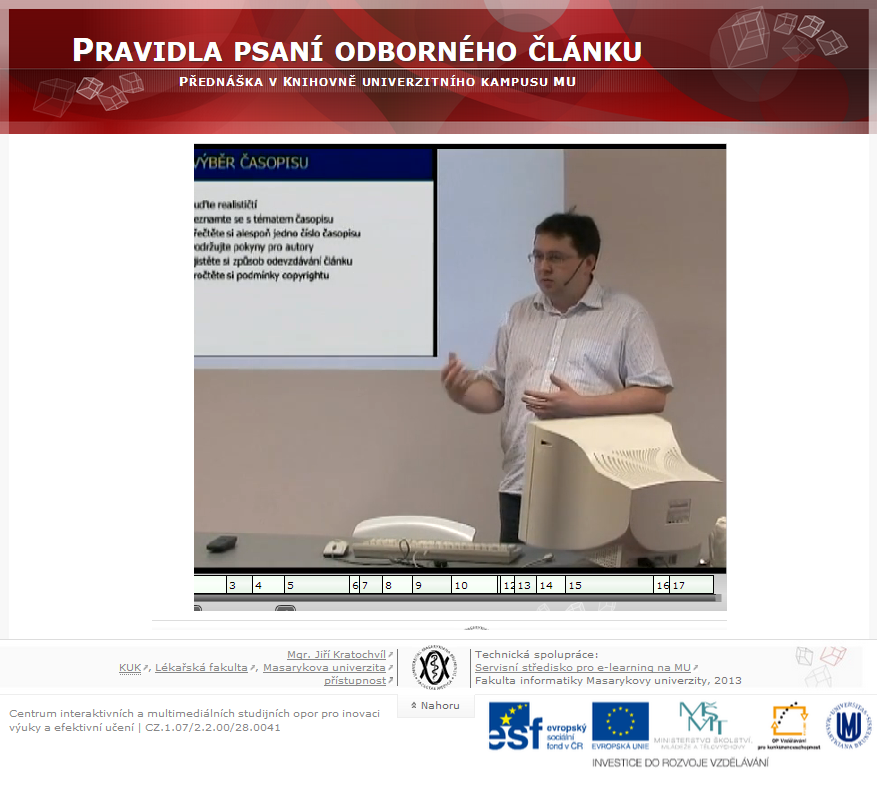 Pravidla psaní odborného článku
Přednáška v Knihovně univerzitního kampusu MU
VÝBĚR ČASOPISU
uďte realističtí
eznamte se s tématem časopisu
řečtěte si alespoň jedno číslo časopisu
održujte pokyny pro autory
jistěte si způsob odevzdávání článku
ročtěte si podmínky copyrightu
3 4 5 6 7 8 9 10 12 13 14 15 16 17
Mgr. Jiří Kratochvíl
KUK, Lékařská fakulta, Masarykova univerzita
přístupnost
Technická spolupráce:
Servisní středisko pro e-learning na MU
Fakulta informatiky Masarykovy univerzity, 2013
Nahoru
Centrum interaktivních a multimediálních studijních opor pro inovaci
výuky a efektivní učení | CZ.1.07/2.2.00/28.0041
esf evropský
sociální
fond v ČR
EVROPSKÁ UNIE
MINISTERSTVO ŠKOLSTVÍ,
MLÁDEŽE A TĚLOVÝCHOVY
OP Vzdělávání
pro konkurenceschopnost
INVESTICE DO ROZVOJE VZDĚLÁVÁNÍ